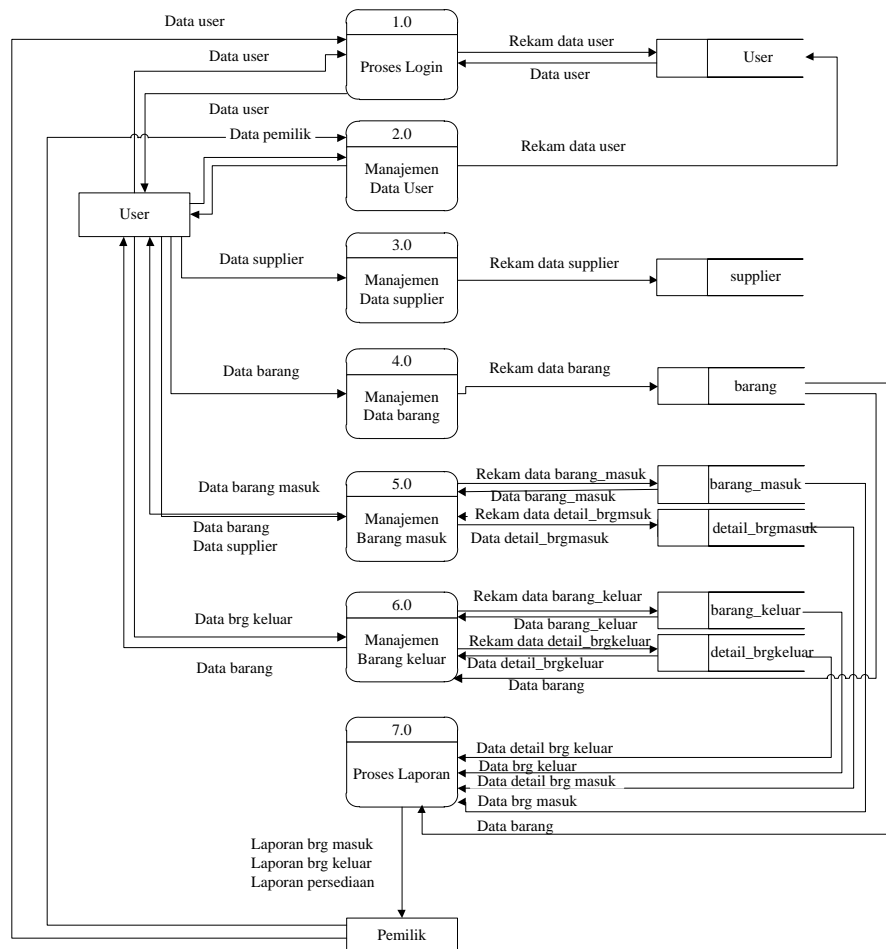 Data user
1.0
Proses Login
Data user
Rekam data user
Data user
User
Data user
Data pemilik
2.0
Manajemen
Data User
Rekam data user
User
Data supplier
3.0
Manajemen
Data supplier
Rekam data supplier
supplier
Data barang
4.0
Manajemen
Data barang
Rekam data barang
barang
Data barang masuk
5.0
Manajemen
Barang masuk
Rekam data barang_masuk
Data barang_masuk
barang_masuk
Rekam data detail_brgmsuk
Data detail_brgmasuk
detail_brgmasuk
Data barang
Data supplier
Data brg keluar
6.0
Manajemen
Barang keluar
Rekam data barang_keluar
Data barang_keluar
barang_keluar
Rekam data detail_brgkeluar
Data detail_brgkeluar
detail_brgkeluar
Data barang
Data barang
7.0
Proses Laporan
Data detail brg keluar
Data brg keluar
Data detail brg masuk
Data brg masuk
Data barang
Laporan brg masuk
Laporan brg keluar
Laporan persediaan
Pemilik